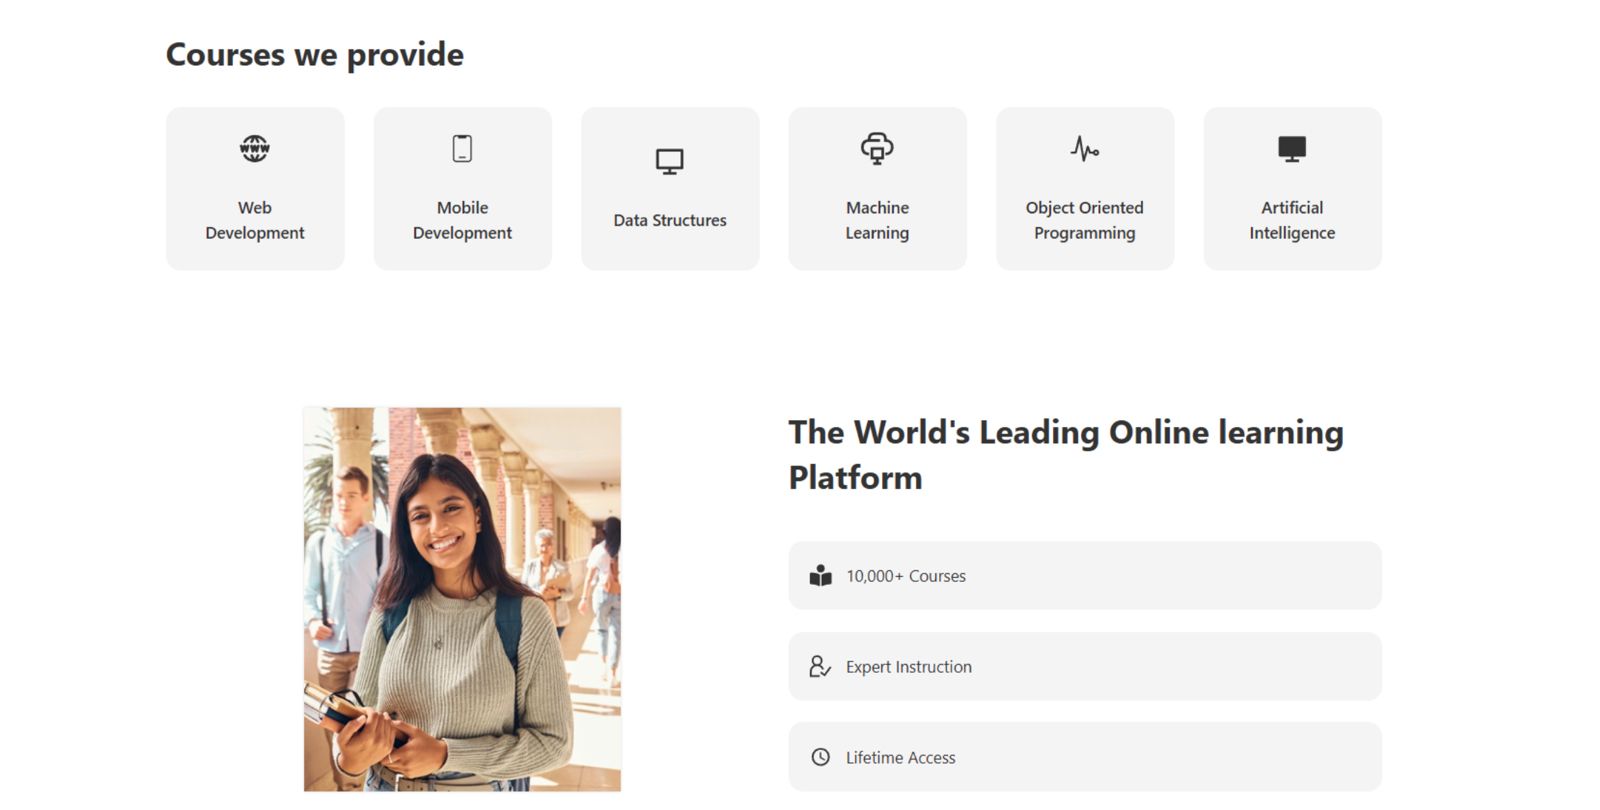 Courses we provide
WWW
Web
Development
Mobile
Development
Data Structures
Machine
Learning
Object Oriented
Programming
Artificial
Intelligence
The World's Leading Online learning
Platform
10,000+ Courses
Expert Instruction
Lifetime Access